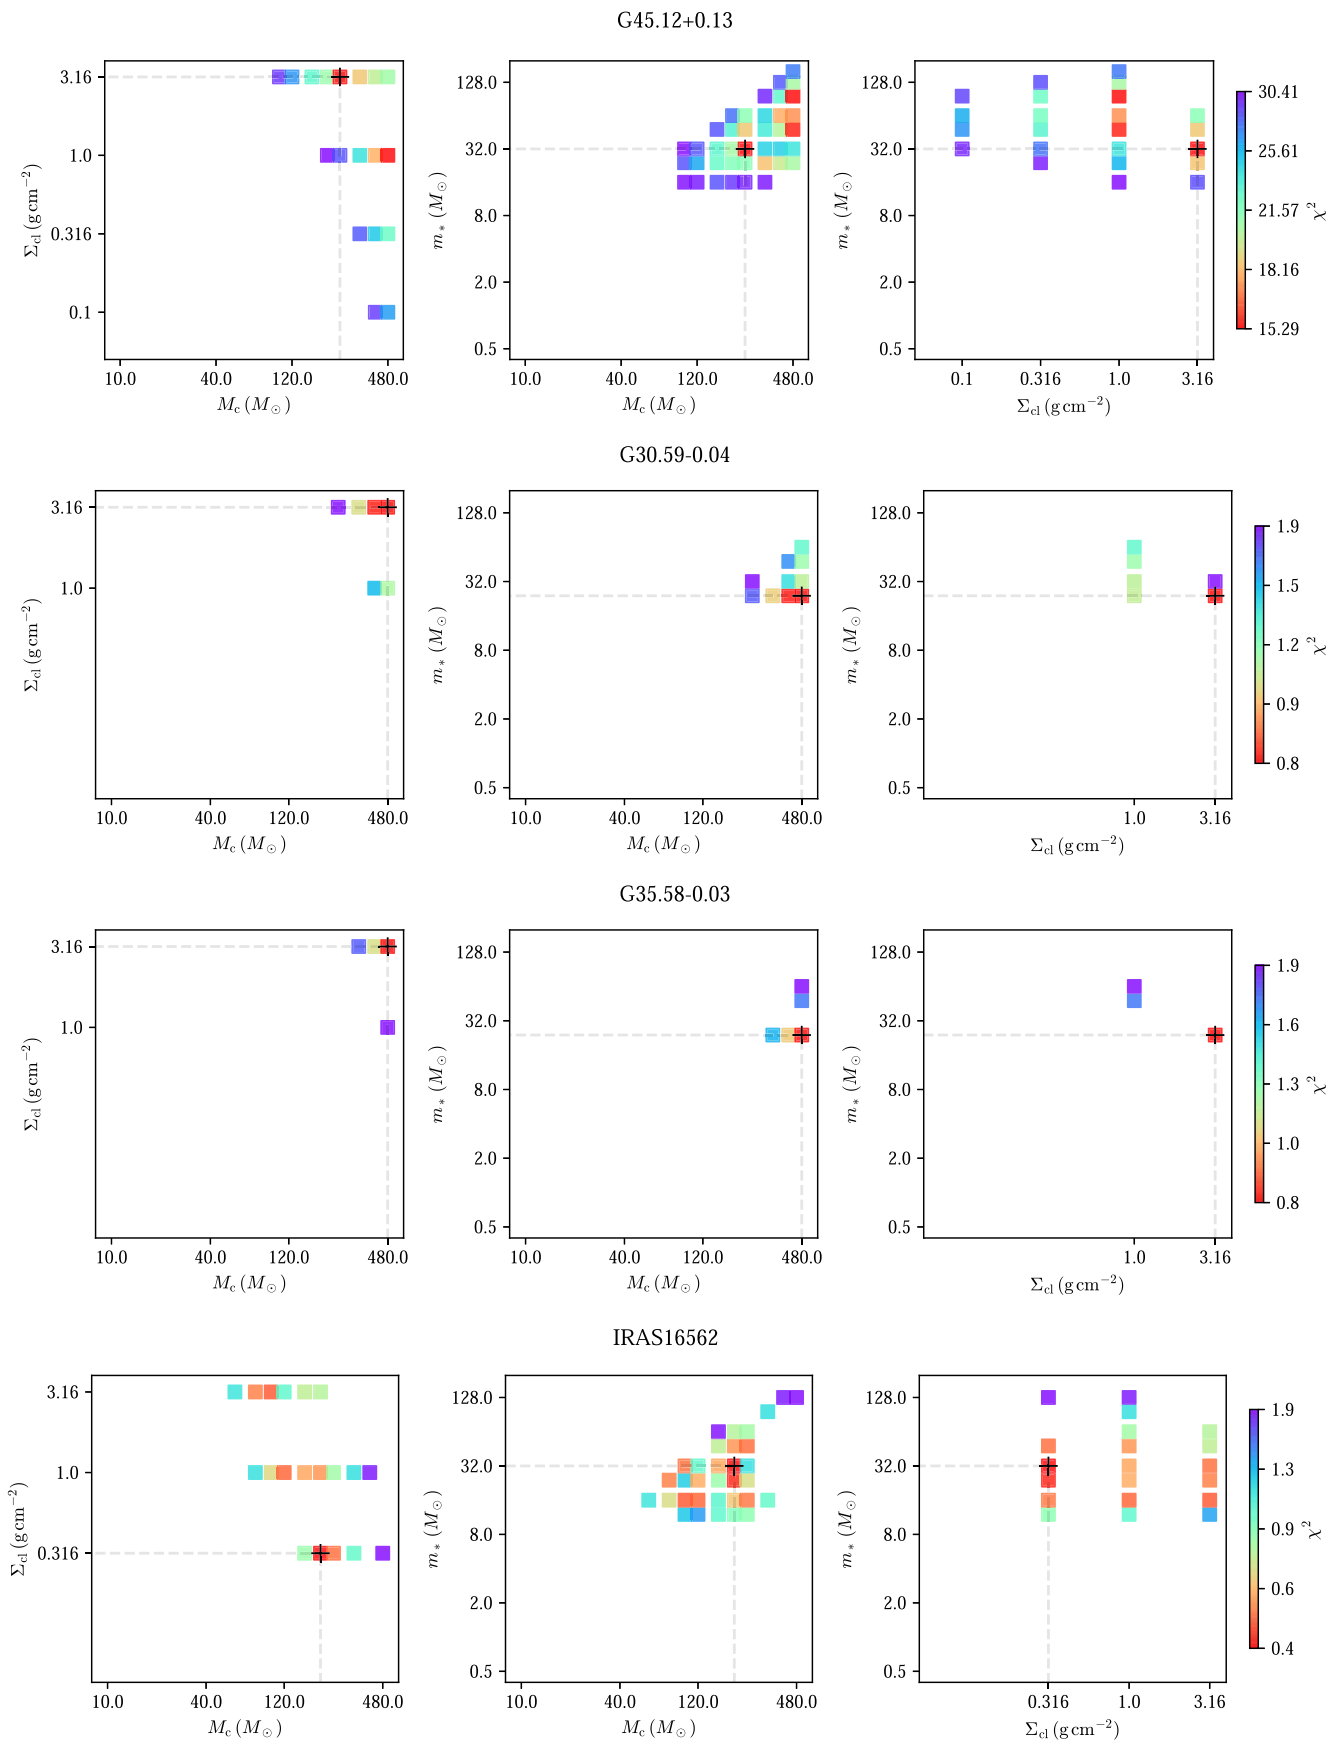 G45.12+0.13
3.16
1.0
0.316
0.1
Σcl (g cm−2)
10.0 40.0 120.0 480.0
Mc (M⊙)
128.0
32.0
8.0
2.0
0.5
m* (M⊙)
10.0 40.0 120.0 480.0
Mc (M⊙)
128.0
32.0
8.0
2.0
0.5
m* (M⊙)
0.1 0.316 1.0 3.16
Σcl (g cm−2)
30.41
25.61
21.57
18.16
15.29
χ2
G30.59-0.04
3.16
1.0
Σcl (g cm−2)
10.0 40.0 120.0 480.0
Mc (M⊙)
128.0
32.0
8.0
2.0
0.5
m* (M⊙)
10.0 40.0 120.0 480.0
Mc (M⊙)
128.0
32.0
8.0
2.0
0.5
m* (M⊙)
1.0 3.16
Σcl (g cm−2)
1.9
1.5
1.2
0.9
0.8
χ2
G35.58-0.03
3.16
1.0
Σcl (g cm−2)
10.0 40.0 120.0 480.0
Mc (M⊙)
128.0
32.0
8.0
2.0
0.5
m* (M⊙)
10.0 40.0 120.0 480.0
Mc (M⊙)
128.0
32.0
8.0
2.0
0.5
m* (M⊙)
1.0 3.16
Σcl (g cm−2)
1.9
1.6
1.3
1.0
0.8
χ2
IRAS16562
3.16
1.0
0.316
Σcl (g cm−2)
10.0 40.0 120.0 480.0
Mc (M⊙)
128.0
32.0
8.0
2.0
0.5
m* (M⊙)
10.0 40.0 120.0 480.0
Mc (M⊙)
128.0
32.0
8.0
2.0
0.5
m* (M⊙)
0.316 1.0 3.16
Σcl (g cm−2)
1.9
1.3
0.9
0.6
0.4
χ2